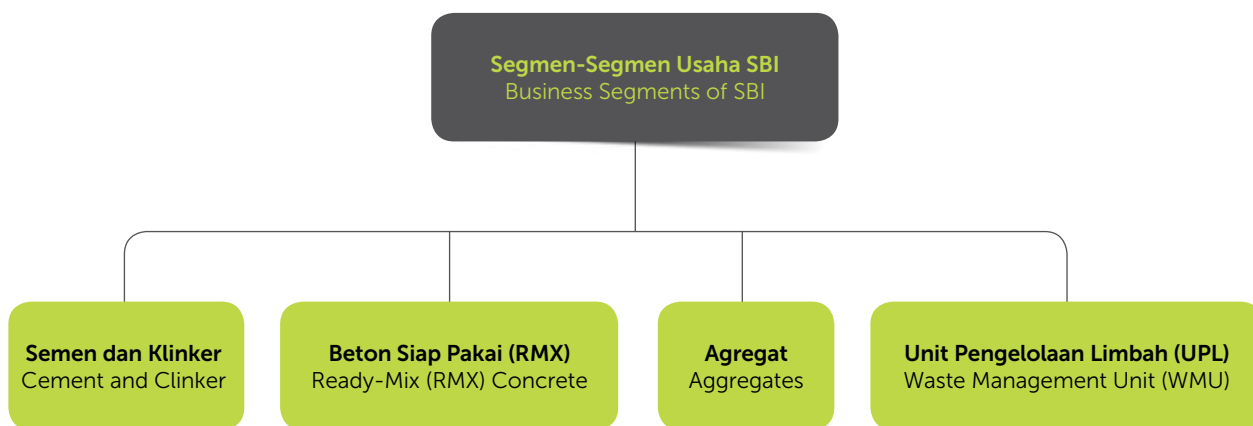 Segmen-Segmen Usaha SBI
Business Segments of SBI
Semen dan Klinker
Cement and Clinker
Beton Siap Pakai (RMX)
Ready-Mix (RMX) Concrete
Agregat
Aggregates
Unit Pengelolaan Limbah (UPL)
Waste Management Unit (WMU)